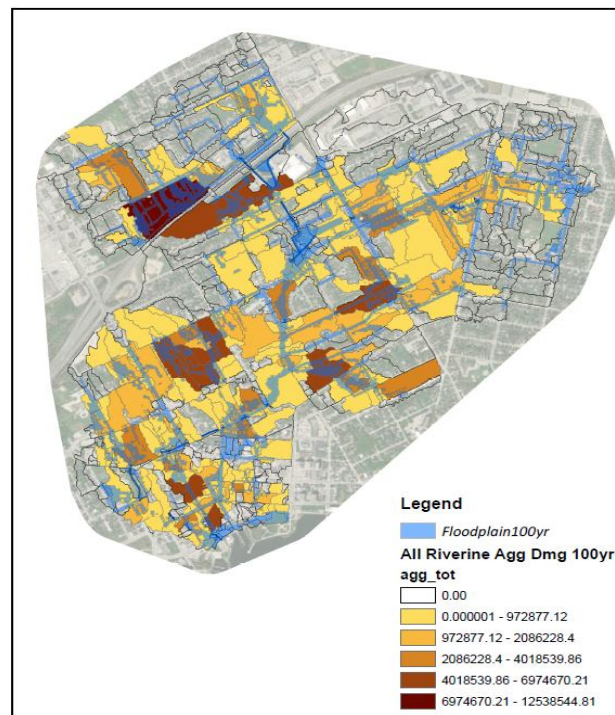 Legend
Floodplain100yr
All Riverine Agg Dmg 100yr
agg_tot
0.00
0.000001 - 972877.12
972877.12 - 2086228.4
2086228.4 - 4018539.86
4018539.86 - 6974670.21
6974670.21 - 12538544.81